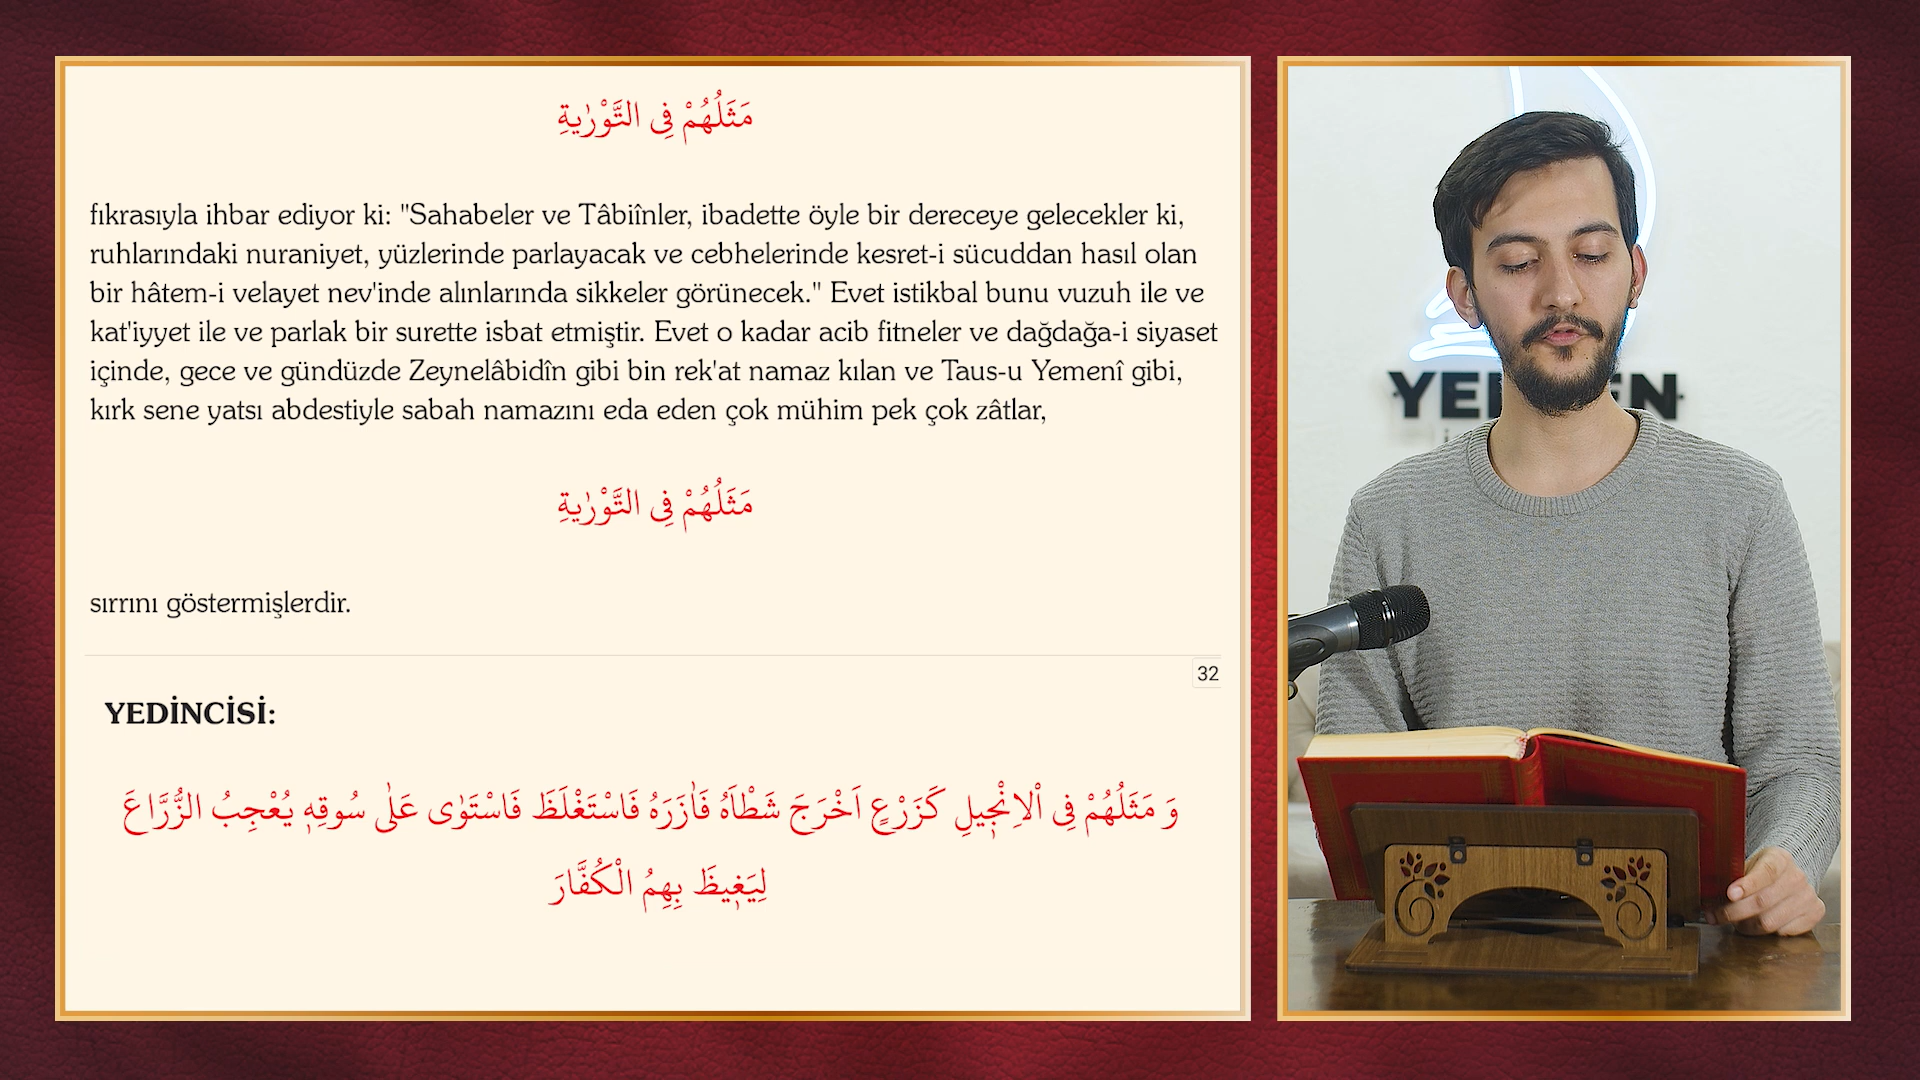 مَثَلُهُمْ فِى التَّوْرٰيةِ
fıkrasıyla ihbar ediyor ki: "Sahabeler ve Tâbiînler, ibadette öyle bir dereceye gelecekler ki,
ruhlarındaki nuraniyet, yüzlerinde parlayacak ve cebhelerinde kesret-i sücuddan hasıl olan
bir hâtem-i velayet nev'inde alınlarında sikkeler görünecek." Evet istikbal bunu vuzuh ile ve
kat'iyyet ile ve parlak bir surette isbat etmiştir. Evet o kadar acib fitneler ve dağdağa-i siyaset
içinde, gece ve gündüzde Zeynelâbidîn gibi bin rek'at namaz kılan ve Taus-u Yemenî gibi,
kırk sene yatsı abdestiyle sabah namazını eda eden çok mühim pek çok zâtlar,
مَثَلُهُمْ فِى التَّوْرٰيةِ
sırrını göstermişlerdir.
32
YEDİNCİSİ:
وَ مَثَلُهُمْ فِى اْلاِنْجٖيلِ كَزَرْعٍ اَخْرَجَ شَطْاَهُ فَاٰزَرَهُ فَاسْتَغْلَظَ فَاسْتَوٰى عَلٰى سُوقِهٖ يُعْجِبُ الزُّرَّاعَ
لِيَغٖيظَ بِهِمُ الْكُفَّارَ